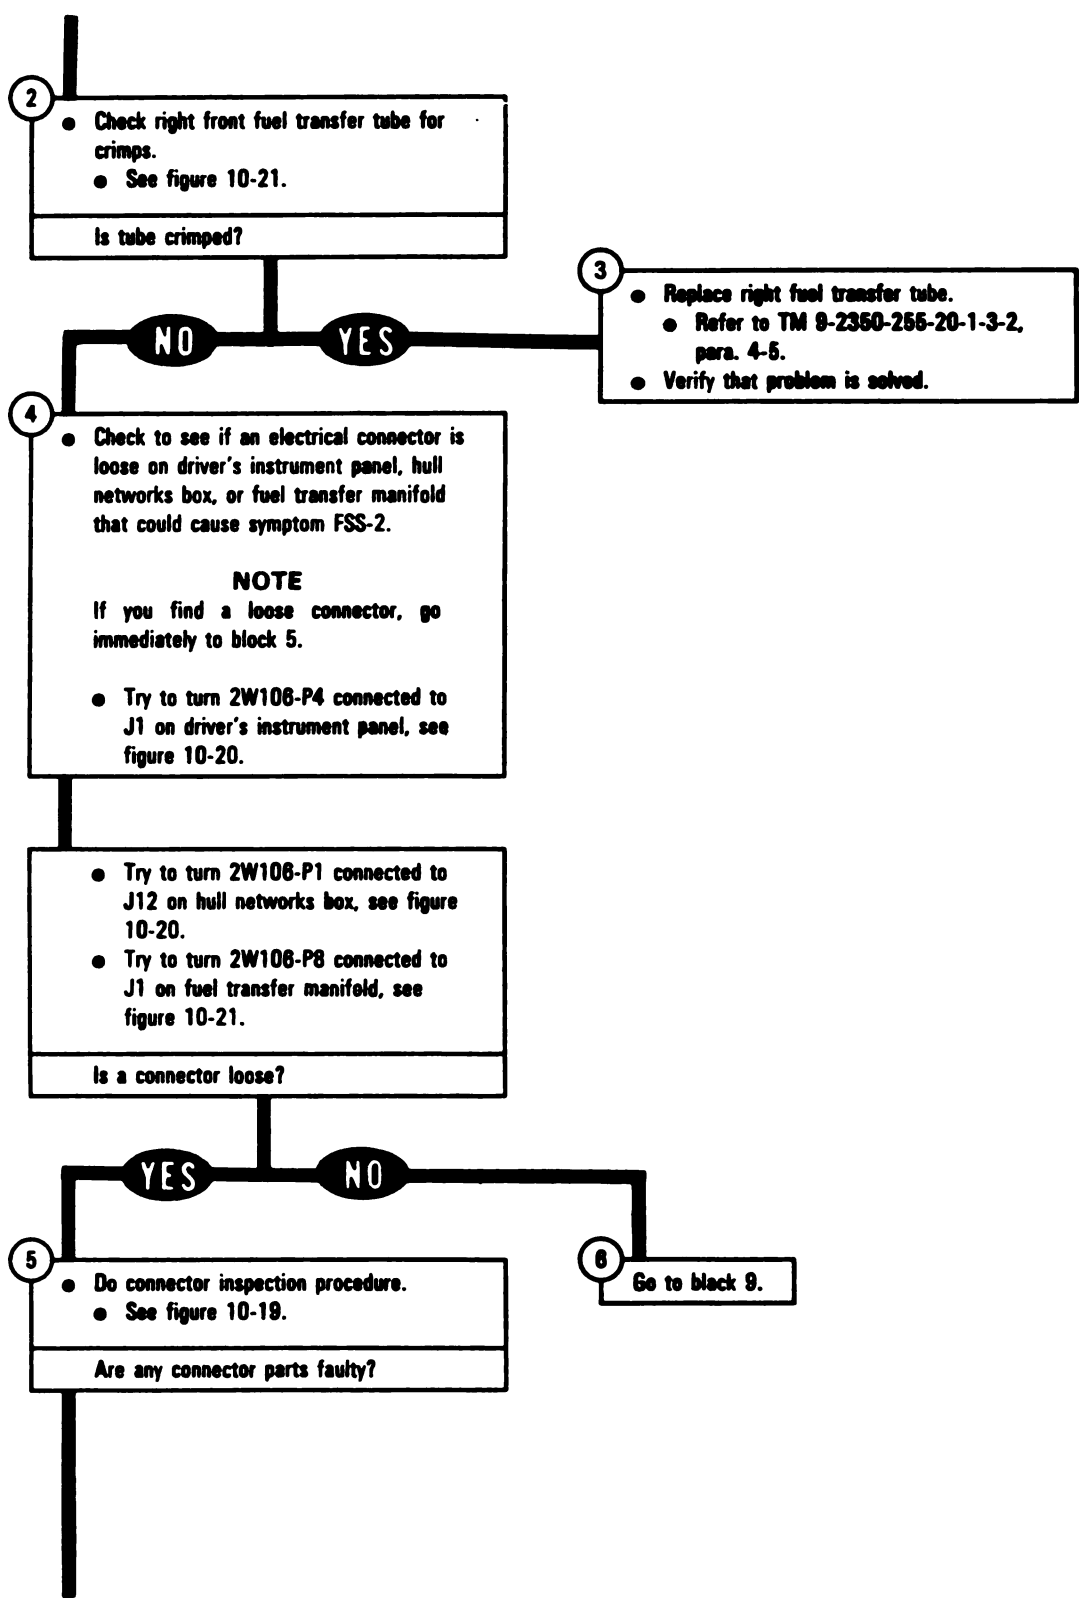 2
● Check right front fuel transfer tube for
crimps.
● See figure 10-21.
Is tube crimped?
NO
YES
3
● Replace right fuel transfer tube.
● Refer to TM 9-2350-255-20-1-3-2,
para. 4-5.
● Verify that problem is solved.
4
● Check to see if an electrical connector is
loose on driver's instrument panel, hull
networks box, or fuel transfer manifold
that could cause symptom FSS-2.
NOTE
If you find a loose connector, go
immediately to block 5.
● Try to turn 2W106-P4 connected to
J1 on driver's instrument panel, see
figure 10-20.
● Try to turn 2W106-P1 connected to
J12 on hull networks box, see figure
10-20.
● Try to turn 2W106-P8 connected to
J1 on fuel transfer manifold, see
figure 10-21.
Is a connector loose?
YES
NO
5
● Do connector inspection procedure.
● See figure 10-19.
Are any connector parts faulty?
6
Go to black 9.